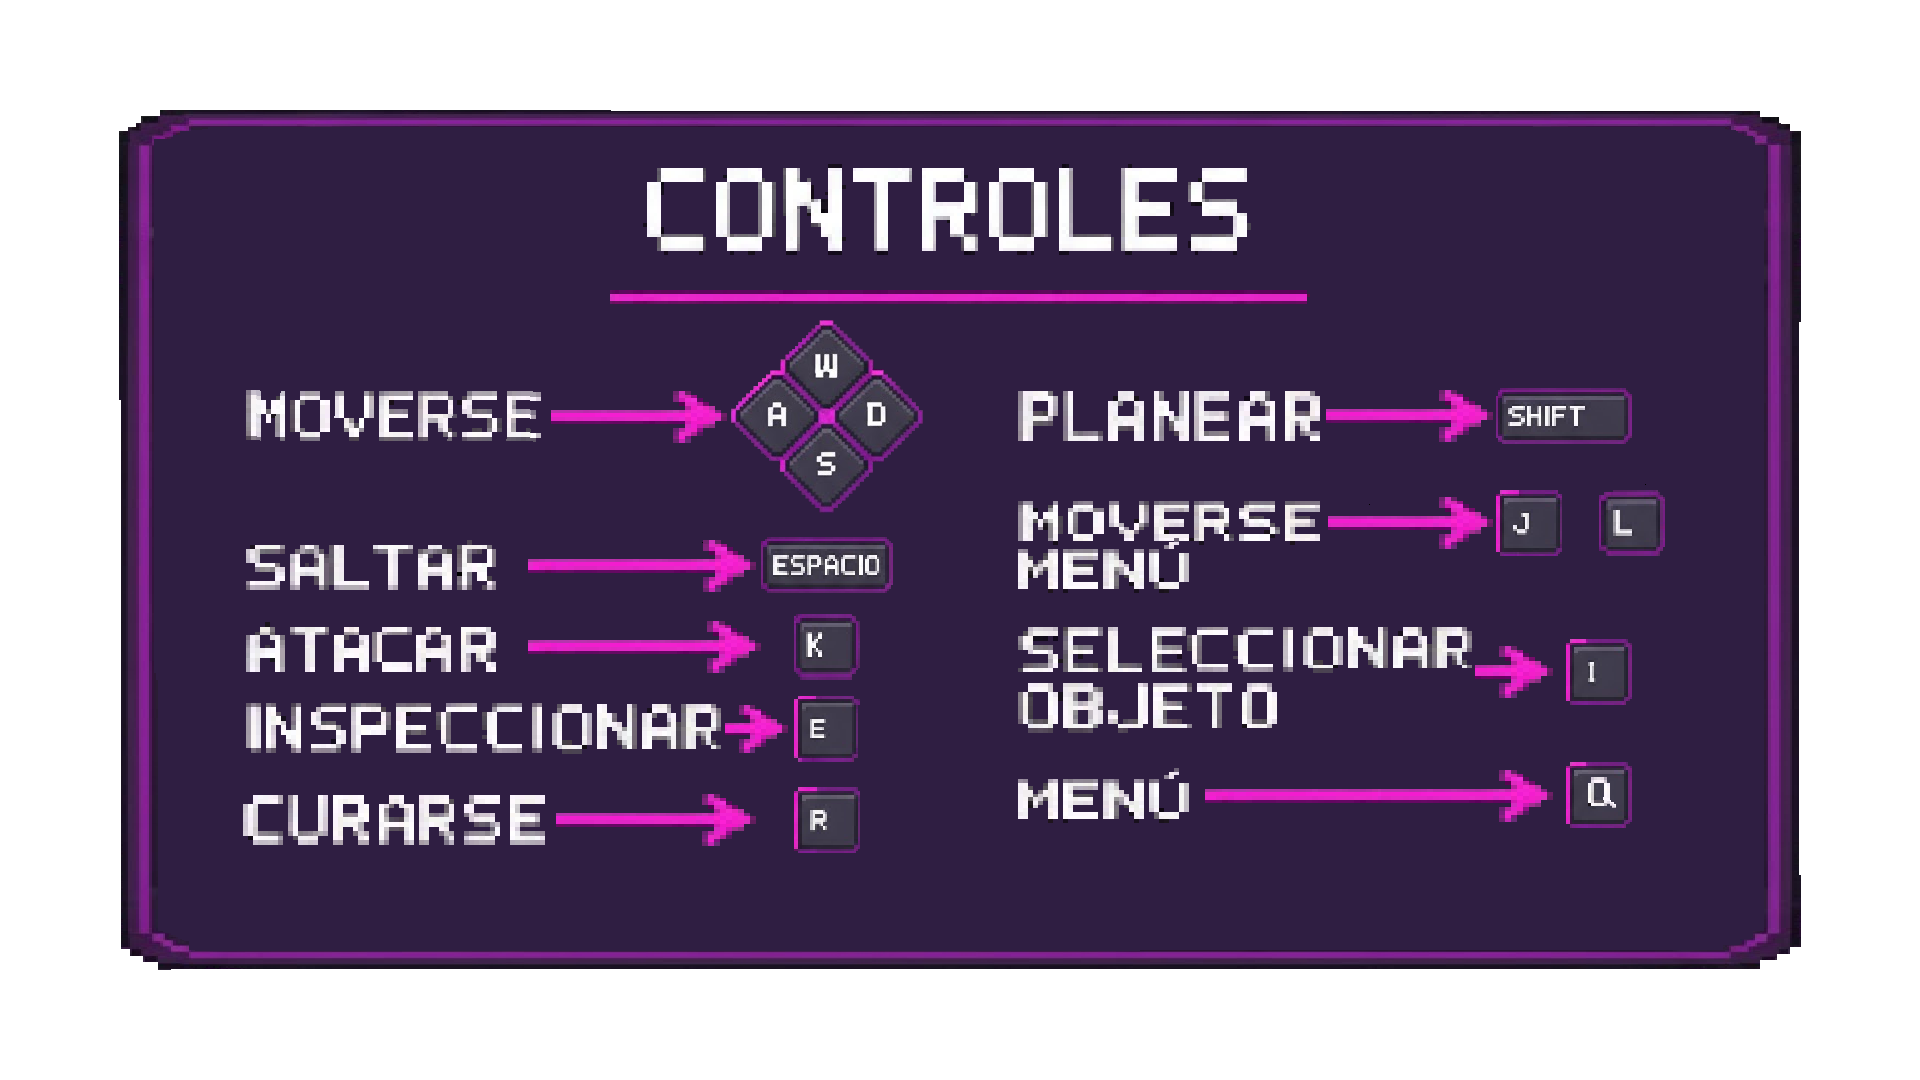 CONTROLES
MOVERSE
W
A D
S
SALTAR ESPACIO
ATACAR K
INSPECCIONAR E
CURARSE R
PLANEAR SHIFT
MOVERSE J L
MENÚ
SELECCIONAR
OBJETO I
MENÚ Q